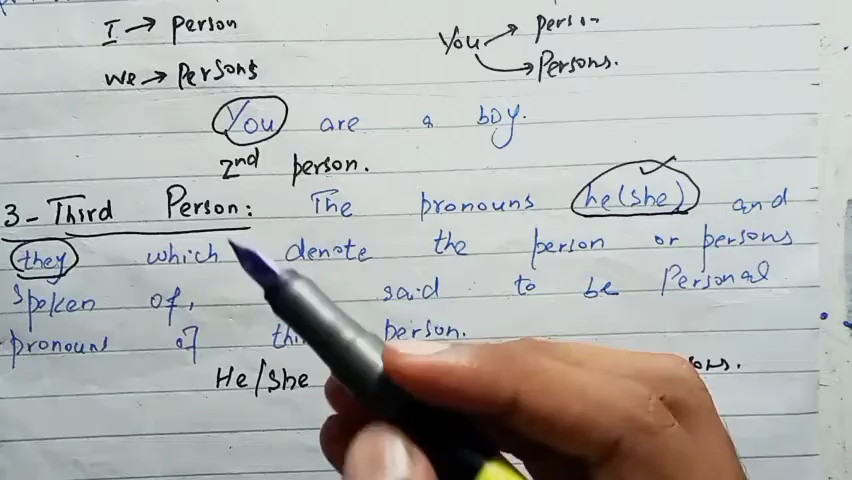 I → Person
You → Person
We → Persons
→ Persons.
You are a boy.
2nd person.
3- Third Person: The pronouns he(she) and
they which denote the person or persons
spoken of, said to be Personal
pronouns of person.
He/She